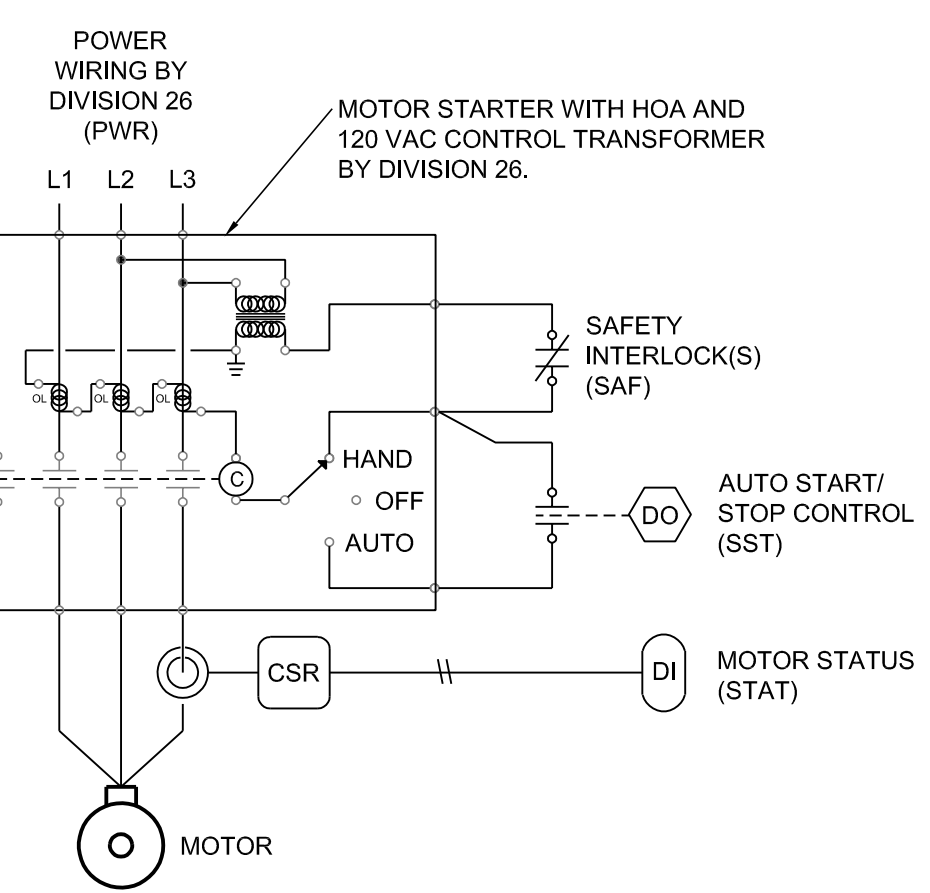 POWER
WIRING BY
DIVISION 26
(PWR)
MOTOR STARTER WITH HOA AND
120 VAC CONTROL TRANSFORMER
BY DIVISION 26.
L1 L2 L3
SAFETY
INTERLOCK(S)
(SAF)
OL OL OL
HAND
C
OFF
AUTO
DO
AUTO START/
STOP CONTROL
(SST)
CSR
DI
MOTOR STATUS
(STAT)
MOTOR